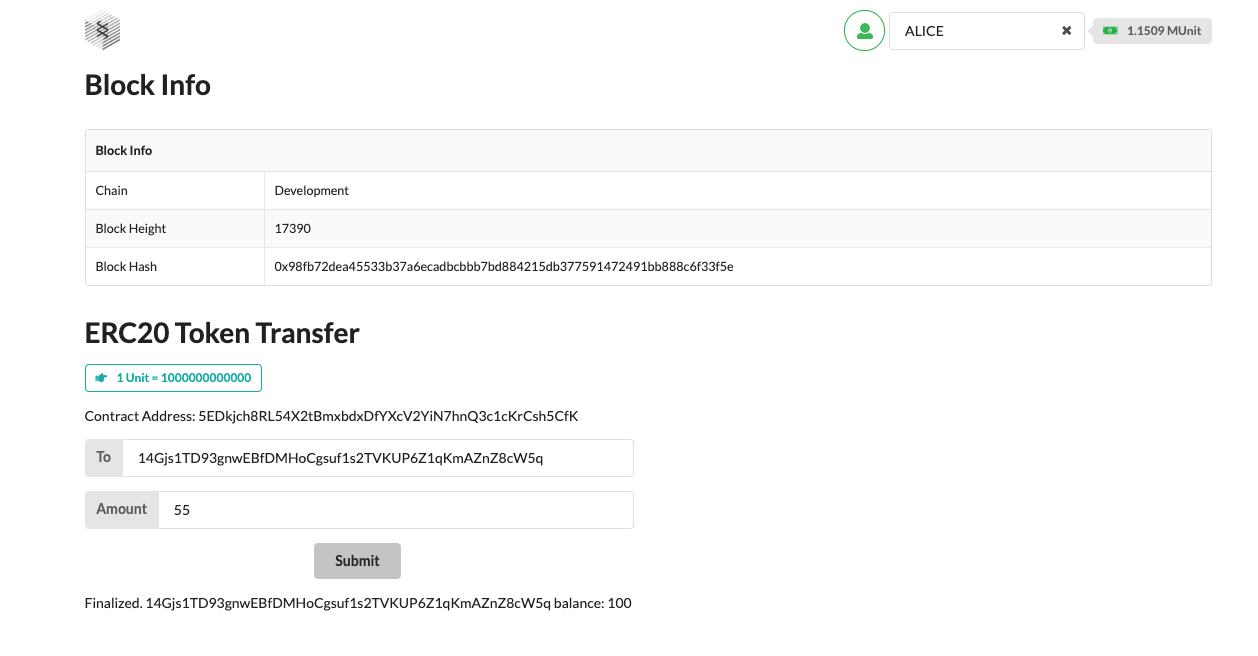 ALICE
1.1509 MUnit
Block Info
Block Info
Chain Development
Block Height 17390
Block Hash 0x98fb72dea45533b37a6ecadbcbbb7bd884215db377591472491bb888c6f33f5e
ERC20 Token Transfer
1 Unit = 1000000000000
Contract Address: 5EDkjch8RL54X2tBmxbdxDfYXcV2YiN7hnQ3c1cKrCsh5CfK
To 14Gjs1TD93gnwEBfDMHoCgsuf1s2TVKUP6Z1qKmAZnZ8cW5q
Amount 55
Submit
Finalized. 14Gjs1TD93gnwEBfDMHoCgsuf1s2TVKUP6Z1qKmAZnZ8cW5q balance: 100